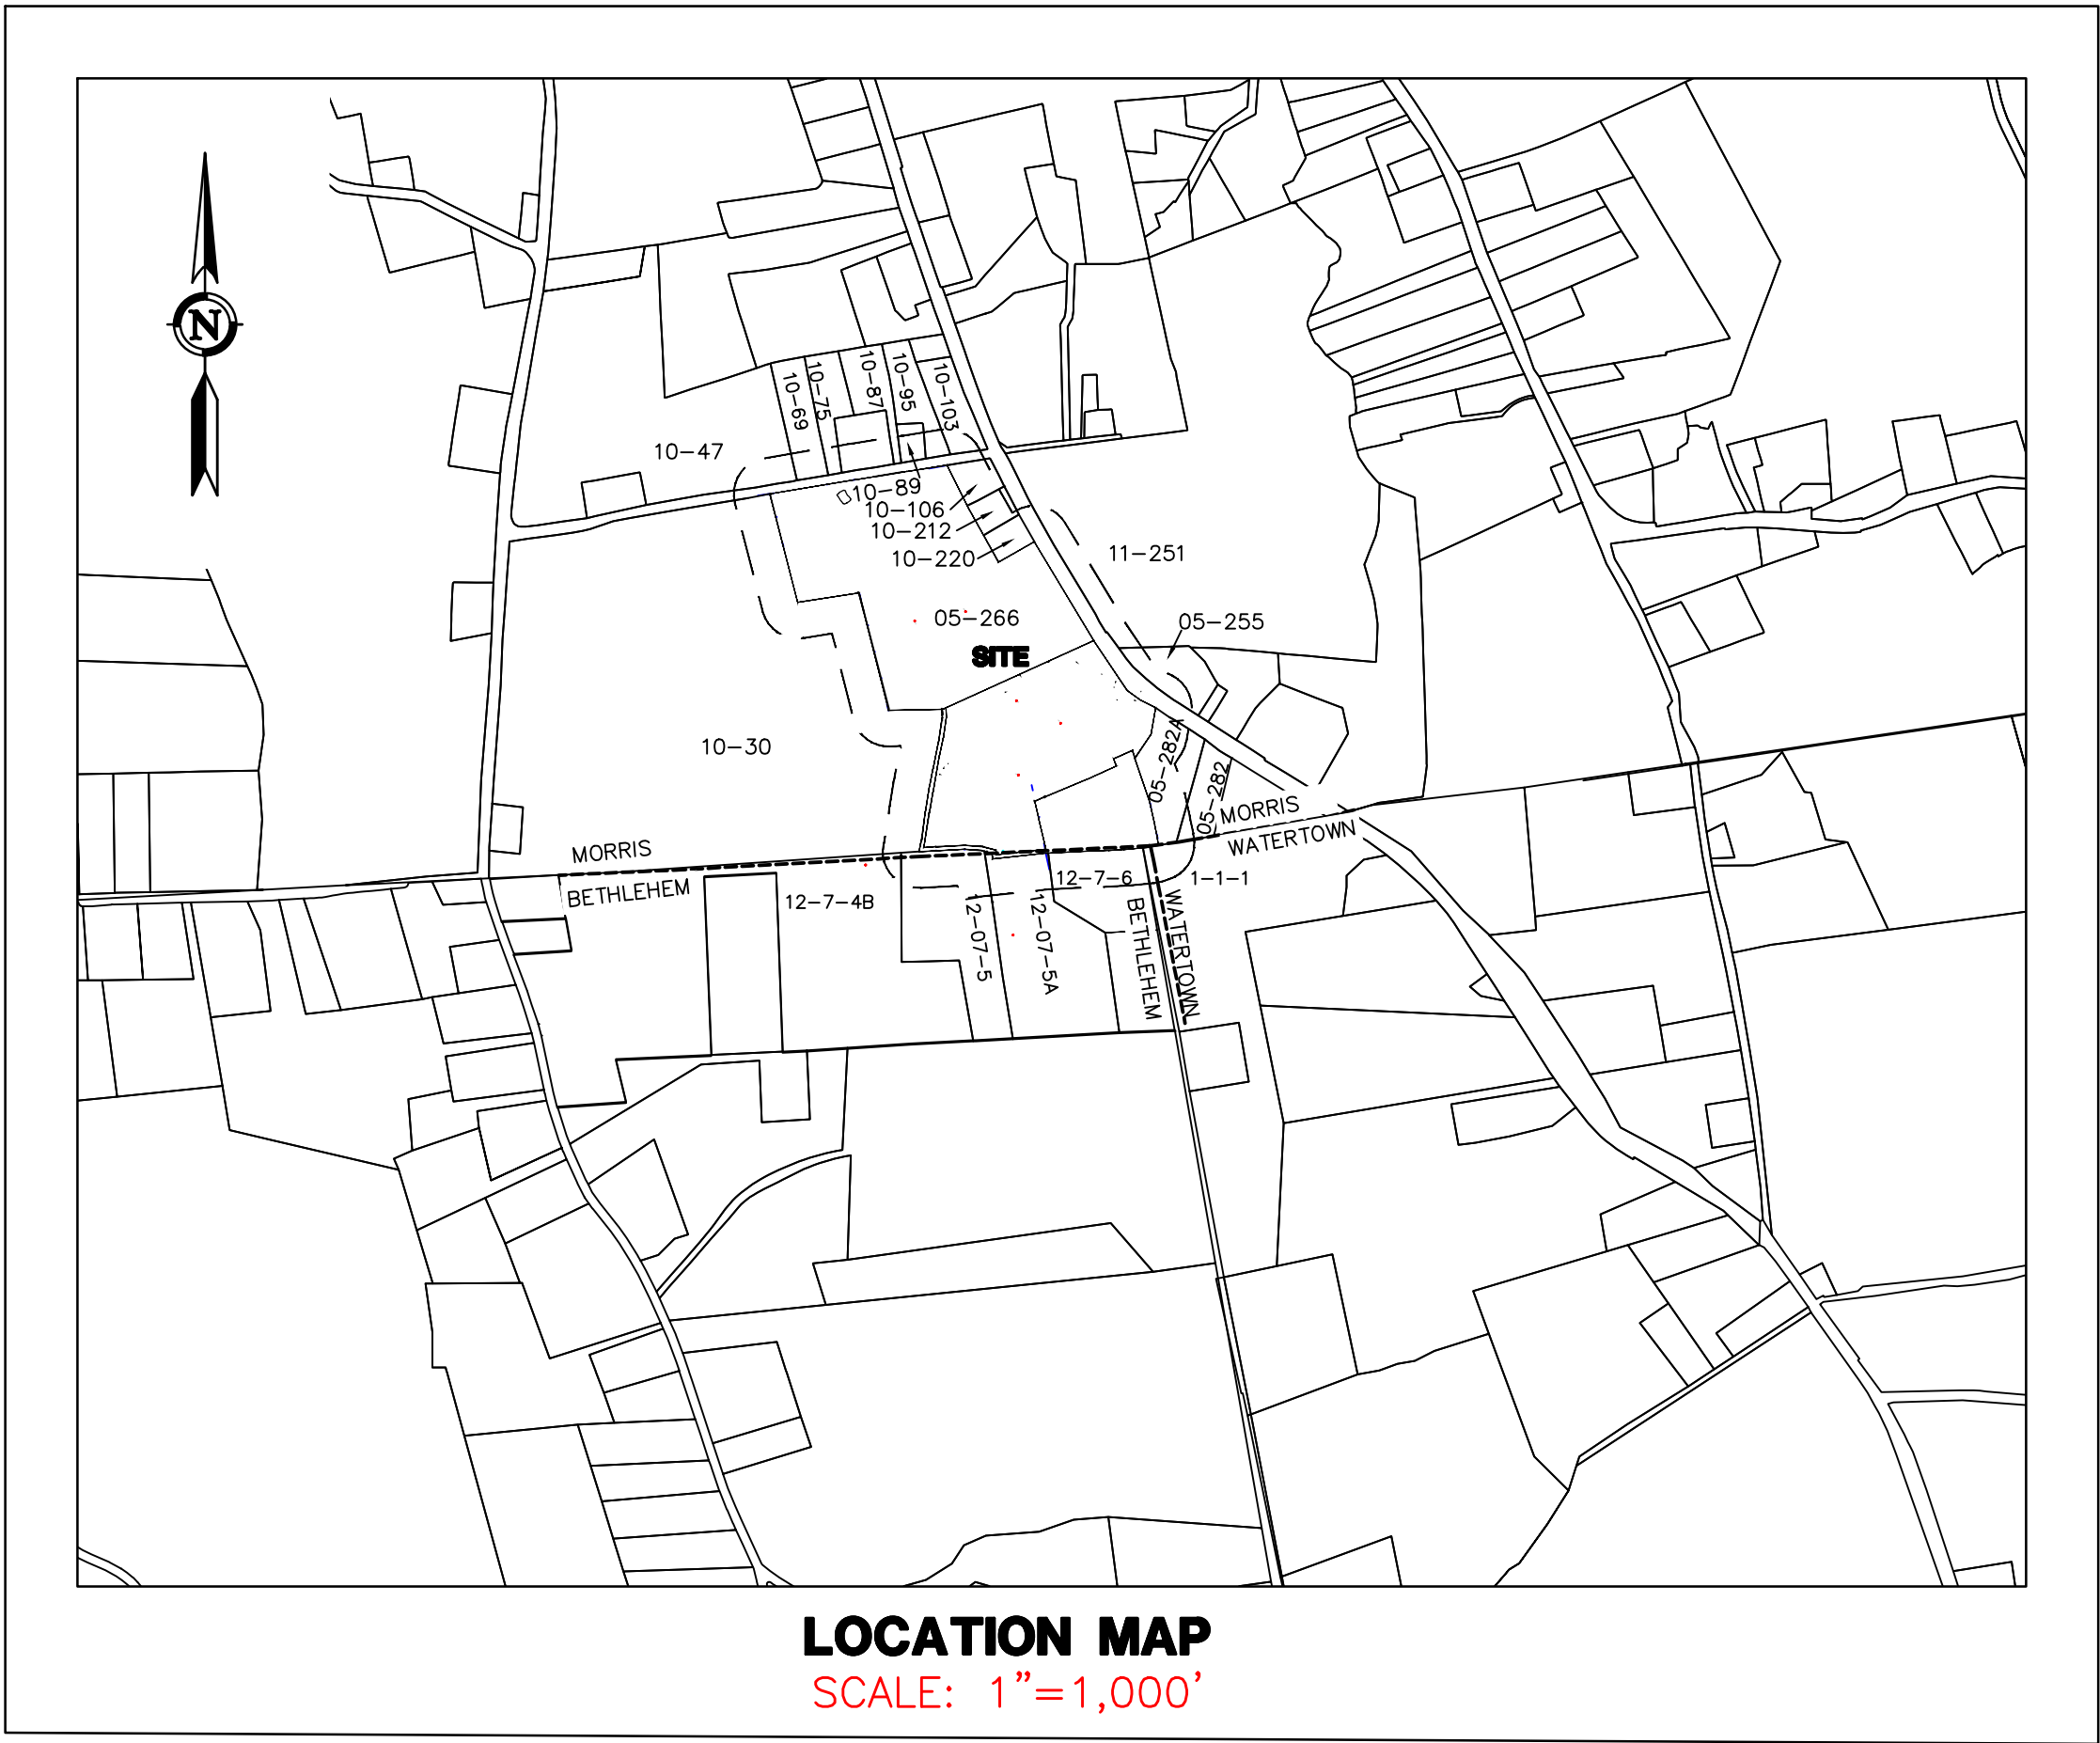 N
10-69
10-75
10-87
10-95
10-103
10-47
10-89
10-106
10-212
10-220
11-251
05-266
05-255
SITE
10-30
05-282A
05-282
MORRIS
WATERTOWN
MORRIS
BETHLEHEM
12-7-4B
12-7-6
1-1-1
12-07-5A
BETHLEHEM
WATERTOWN
LOCATION MAP
SCALE: 1"=1,000'